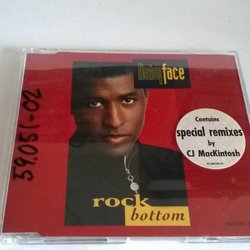 babyface
59.051-02
Contains
special remixes
by
CJ MacKintosh
rock
bottom